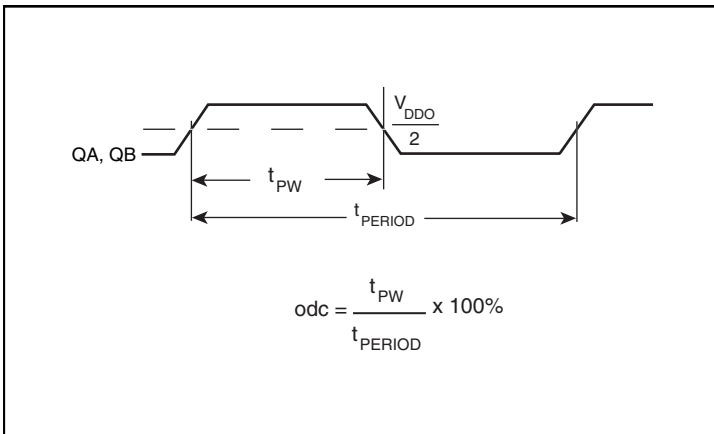 V_DDO
2
QA, QB
t_PW
t_PERIOD
odc = t_PW / t_PERIOD x 100%